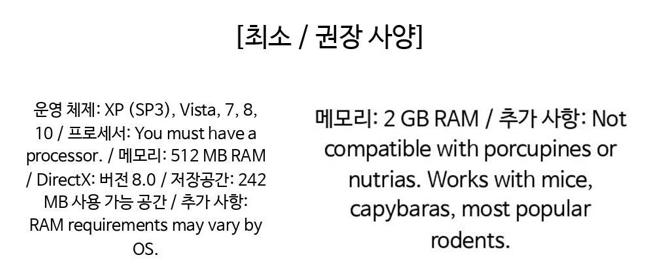 [최소 / 권장 사양]
운영 체제: XP (SP3), Vista, 7, 8,
10 / 프로세서: You must have a
processor. / 메모리: 512 MB RAM
/ DirectX: 버전 8.0 / 저장공간: 242
MB 사용 가능 공간 / 추가 사항:
RAM requirements may vary by
OS.
메모리: 2 GB RAM / 추가 사항: Not
compatible with porcupines or
nutrias. Works with mice,
capybaras, most popular
rodents.